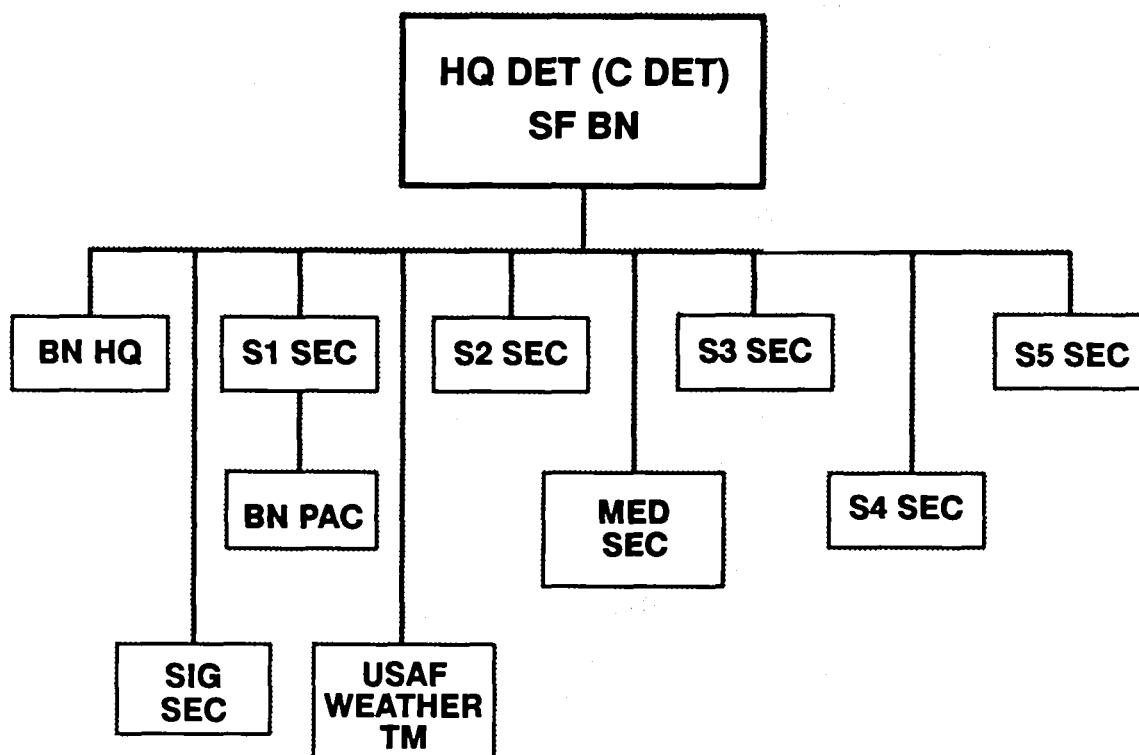 HQ DET (C DET)
SF BN
BN HQ
S1 SEC
S2 SEC
S3 SEC
S5 SEC
BN PAC
MED
SEC
S4 SEC
SIG
SEC
USAF
WEATHER
TM